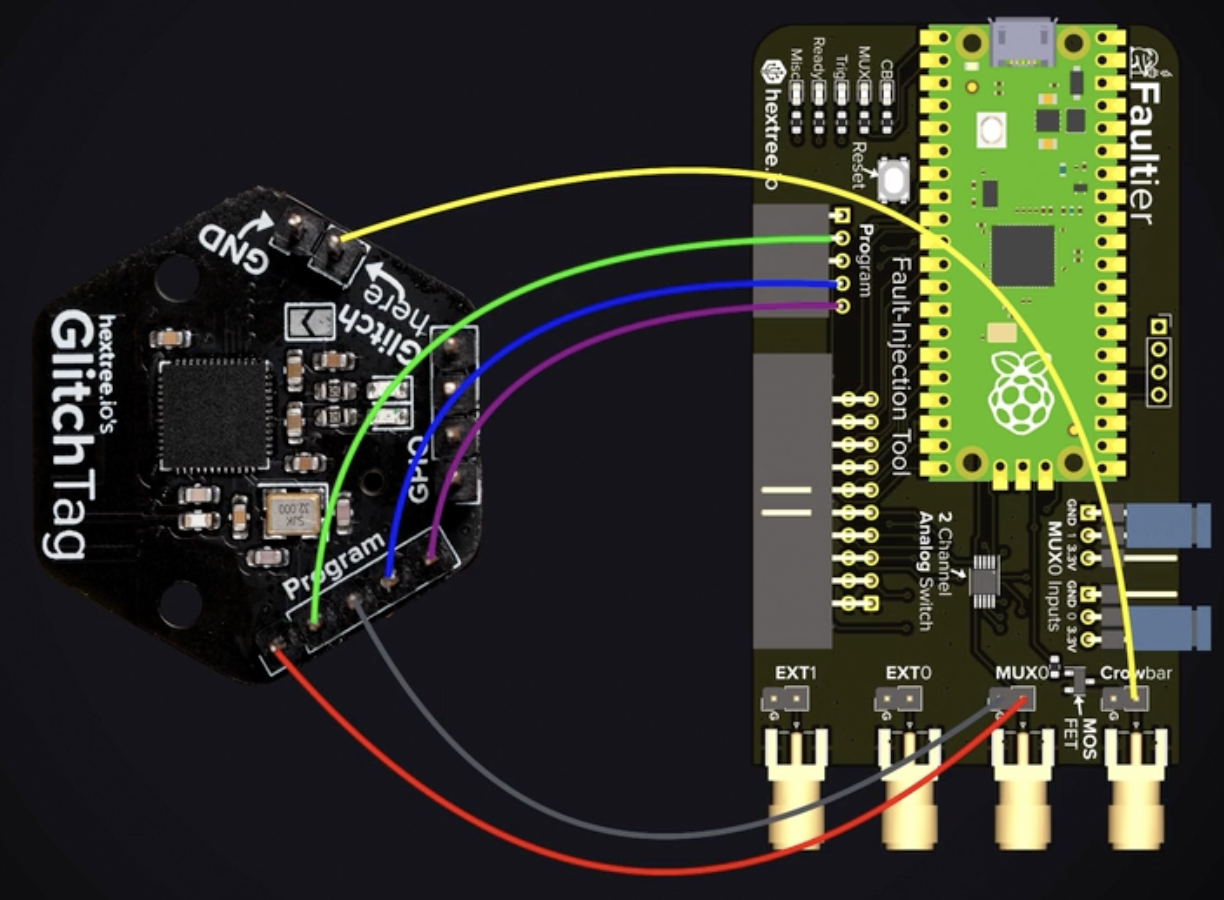 GND
Glitch
here
hextree.io's
GlitchTag
GPIO
Program
SJK
32.000
hextree.io
Misc
Ready
Trig
MUX
CB
Reset
Program
Fault-Injection Tool
Faultier
2 Channel
Analog Switch
GND 1 3.3V
GND 0 3.3V
MUX0 Inputs
EXT1
EXT0
MUX0
Crowbar
G
G
G
G
MOS
FET